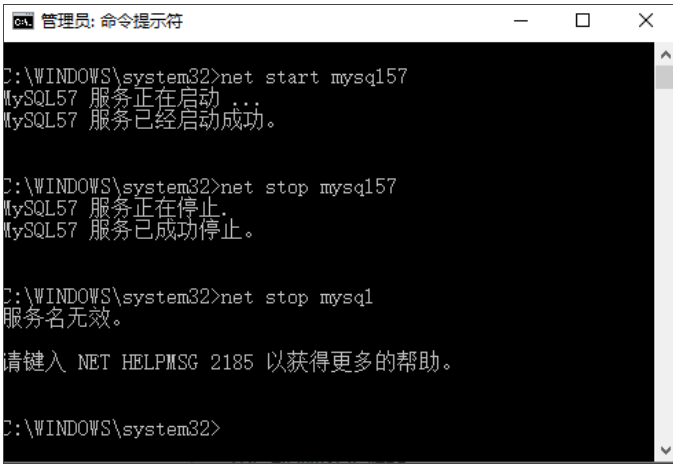 管理员: 命令提示符
C:\WINDOWS\system32>net start mysql57
MySQL57 服务正在启动 ...
MySQL57 服务已经启动成功。
C:\WINDOWS\system32>net stop mysql57
MySQL57 服务正在停止.
MySQL57 服务已成功停止。
C:\WINDOWS\system32>net stop mysql
服务名无效。
请键入 NET HELPMSG 2185 以获得更多的帮助。
C:\WINDOWS\system32>